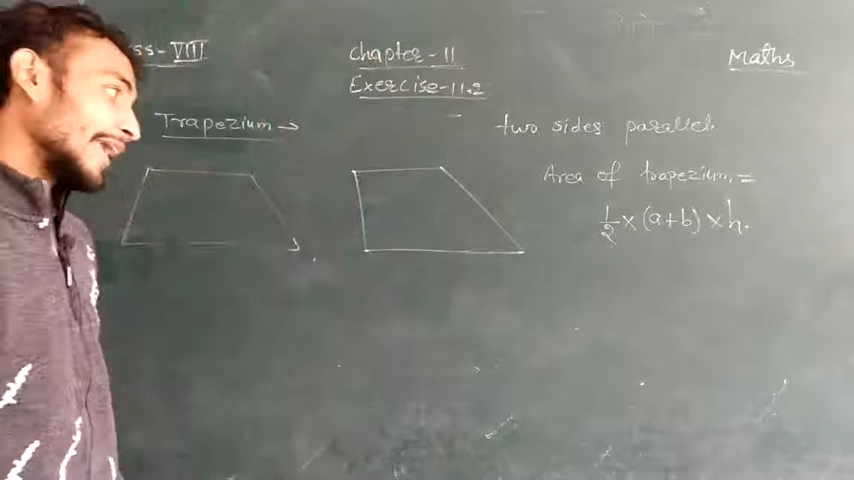 ss-VIII
Chapter-11
Maths
Exercise-11.2
Trapezium →
two sides parallel.
Area of trapezium =
1/2 × (a+b) × h.